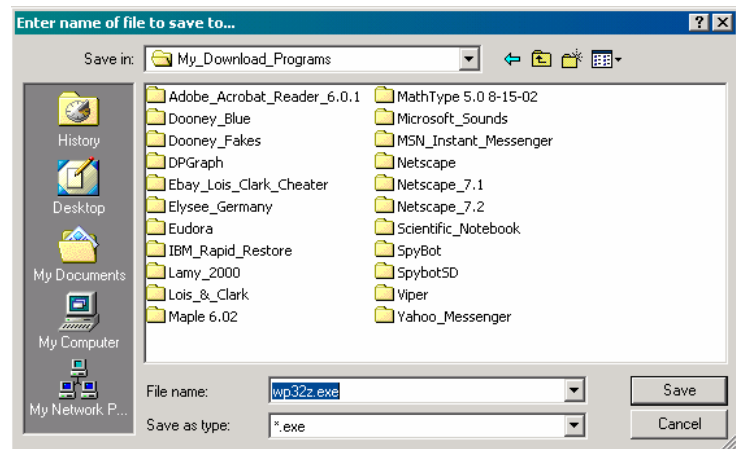 Enter name of file to save to...
Save in: My_Download_Programs
History
Desktop
My Documents
My Computer
My Network P...
Adobe_Acrobat_Reader_6.0.1
Dooney_Blue
Dooney_Fakes
DPGraph
Ebay_Lois_Clark_Cheater
Elysee_Germany
Eudora
IBM_Rapid_Restore
Lamy_2000
Lois_&_Clark
Maple 6.02
MathType 5.0 8-15-02
Microsoft_Sounds
MSN_Instant_Messenger
Netscape
Netscape_7.1
Netscape_7.2
Scientific_Notebook
SpyBot
SpybotSD
Viper
Yahoo_Messenger
File name: wp32z.exe Save
Save as type: *.exe Cancel